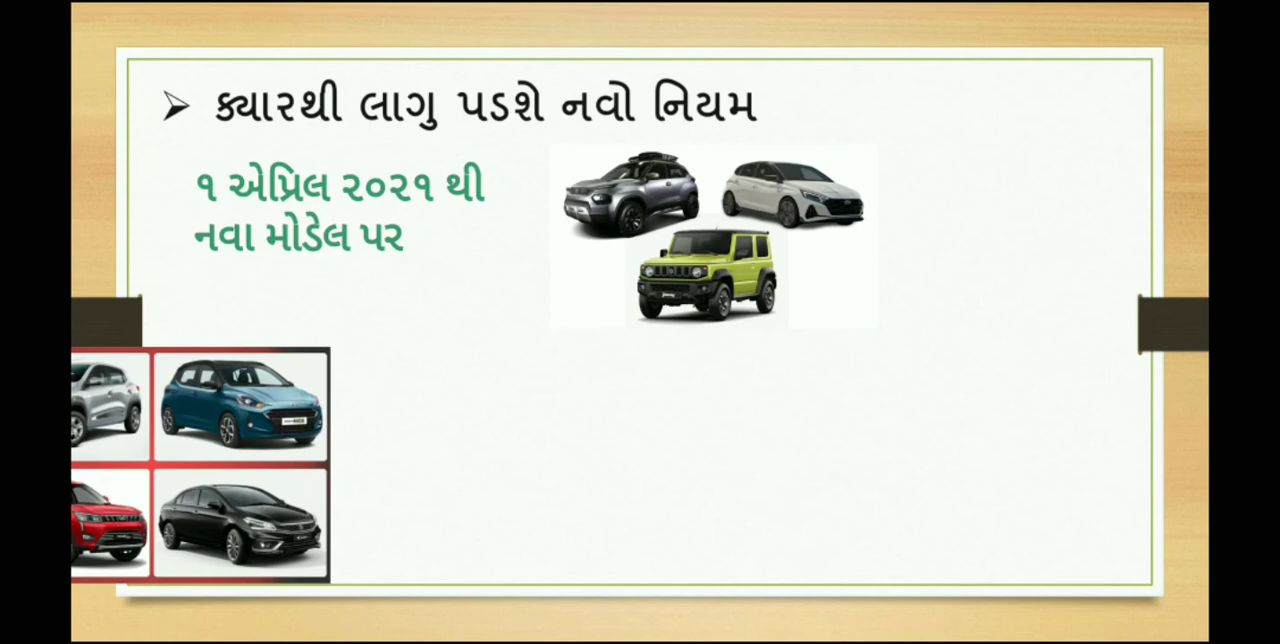 ➢ ક્યારથી લાગુ પડશે નવો નિયમ
૧ એપ્રિલ ૨૦૨૧ થી
નવા મોડેલ પર